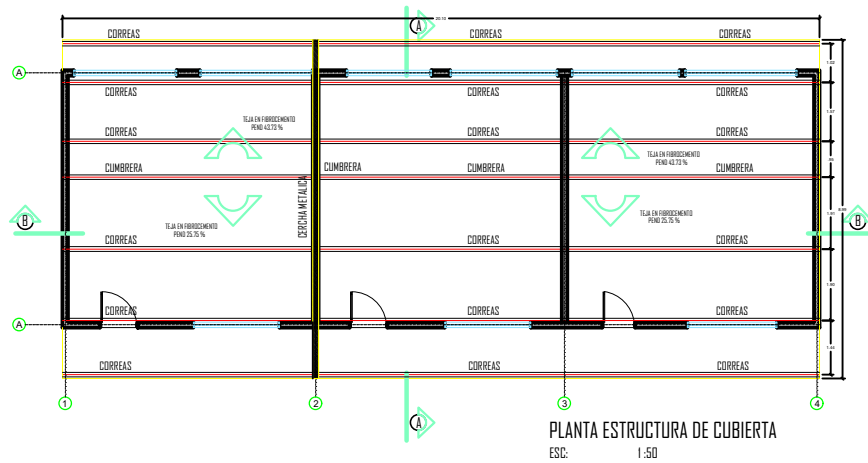 20.10
A
CORREAS
CORREAS
CORREAS
A
CORREAS
CORREAS
CORREAS
TEJA EN FIBROCEMENTO
PEND 43.73 %
CORREAS
CORREAS
CORREAS
TEJA EN FIBROCEMENTO
PEND 43.73 %
CUMBRERA
CUMBRERA
CUMBRERA
CUMBRERA
CERCHA METALICA
B
TEJA EN FIBROCEMENTO
PEND 25.75 %
TEJA EN FIBROCEMENTO
PEND 25.75 %
B
CORREAS
CORREAS
CORREAS
CORREAS
CORREAS
CORREAS
A
CORREAS
CORREAS
CORREAS
1
2
3
4
A
PLANTA ESTRUCTURA DE CUBIERTA
ESC: 1:50